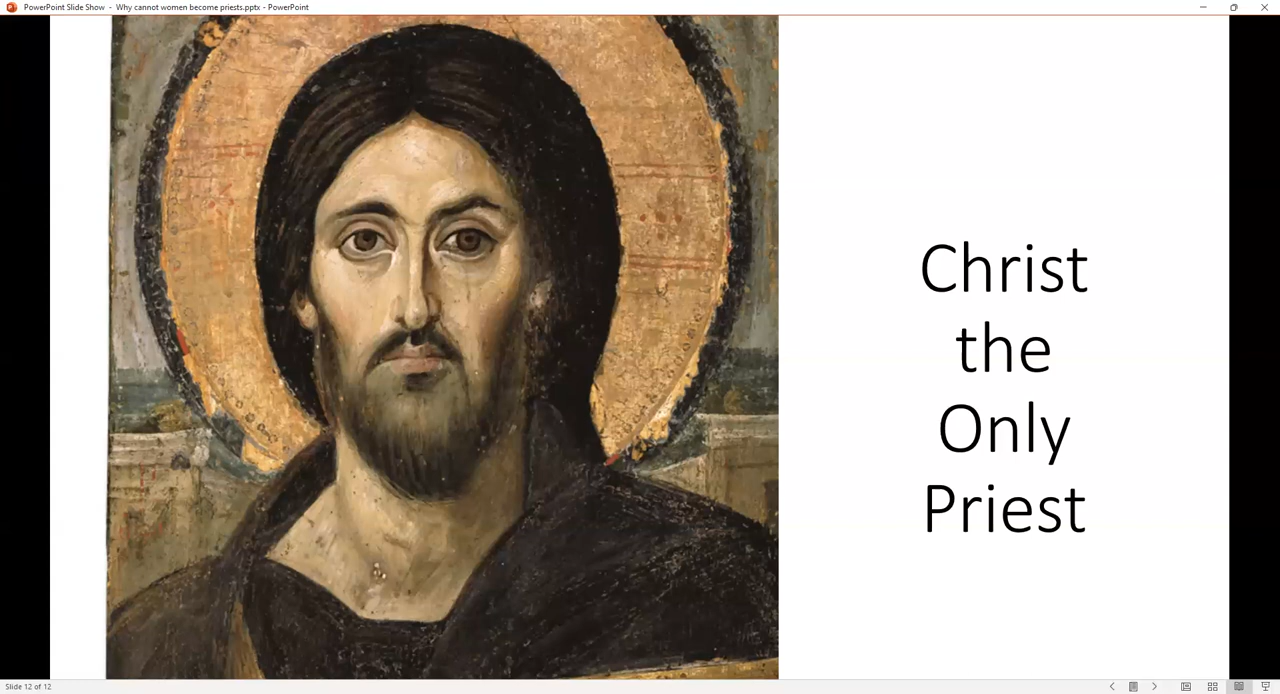 PowerPoint Slide Show - Why cannot women become priests.pptx - PowerPoint
Christ
the
Only
Priest
Slide 12 of 12